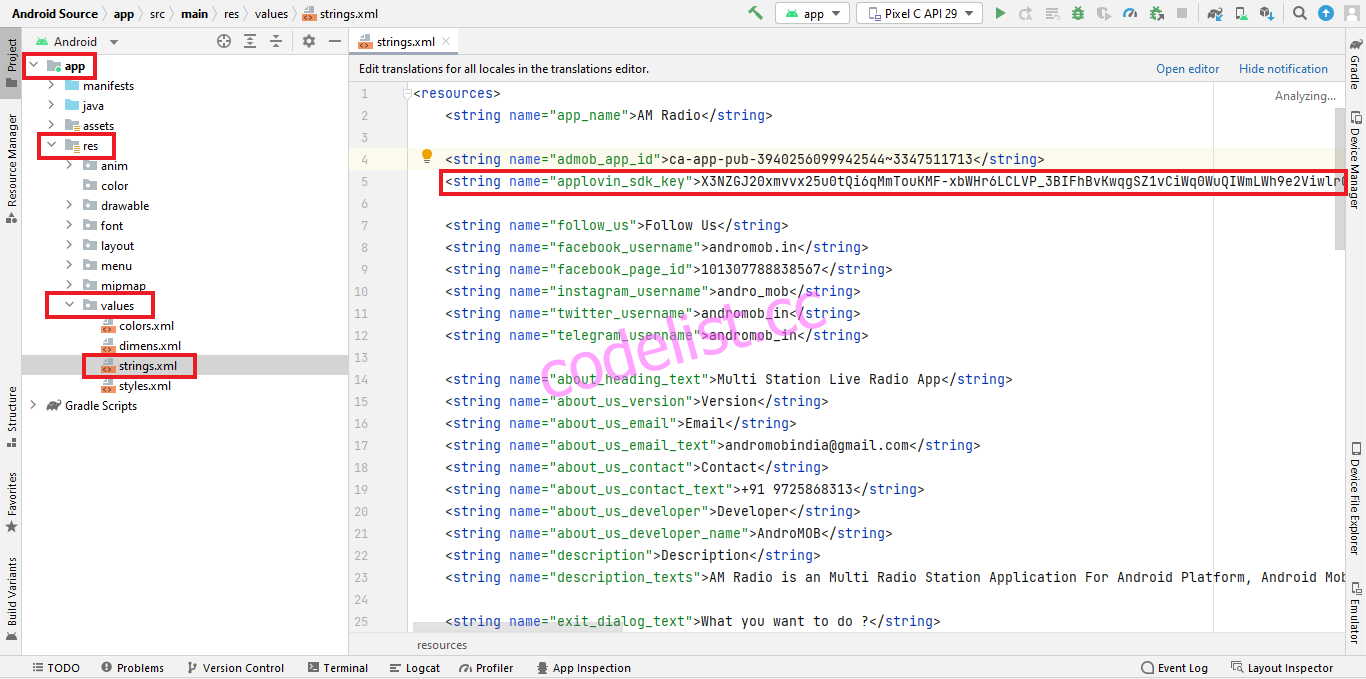 Android Source app src main res values strings.xml
app Pixel C API 29
Android
strings.xml
Project
Resource Manager
Structure
Favorites
Build Variants
app
manifests
java
assets
res
anim
color
drawable
font
layout
menu
mipmap
values
colors.xml
dimens.xml
strings.xml
styles.xml
Gradle Scripts
Edit translations for all locales in the translations editor. Open editor Hide notification
Analyzing...
1 <resources>
2 <string name="app_name">AM Radio</string>
3
4 <string name="admob_app_id">ca-app-pub-3940256099942544~3347511713</string>
5 <string name="applovin_sdk_key">X3NZGJ20xmvvx25u0tQi6qMmTouKMF-xbWHr6LCLVP_3BIFhBvKwqgSZ1vCiWq0WuQIWmLWh9e2Viwlr
6
7 <string name="follow_us">Follow Us</string>
8 <string name="facebook_username">andromob.in</string>
9 <string name="facebook_page_id">101307788838567</string>
10 <string name="instagram_username">andro_mob</string>
11 <string name="twitter_username">andromob_in</string>
12 <string name="telegram_username">andromob_in</string>
13
14 <string name="about_heading_text">Multi Station Live Radio App</string>
15 <string name="about_us_version">Version</string>
16 <string name="about_us_email">Email</string>
17 <string name="about_us_email_text">andromobindia@gmail.com</string>
18 <string name="about_us_contact">Contact</string>
19 <string name="about_us_contact_text">+91 9725868313</string>
20 <string name="about_us_developer">Developer</string>
21 <string name="about_us_developer_name">AndroMOB</string>
22 <string name="description">Description</string>
23 <string name="description_texts">AM Radio is an Multi Radio Station Application For Android Platform, Android Mob
24
25 <string name="exit_dialog_text">What you want to do ?</string>
codelist.cc
resources
Gradle
Device Manager
Device File Explorer
Emulator
TODO Problems Version Control Terminal Logcat Profiler App Inspection Event Log Layout Inspector